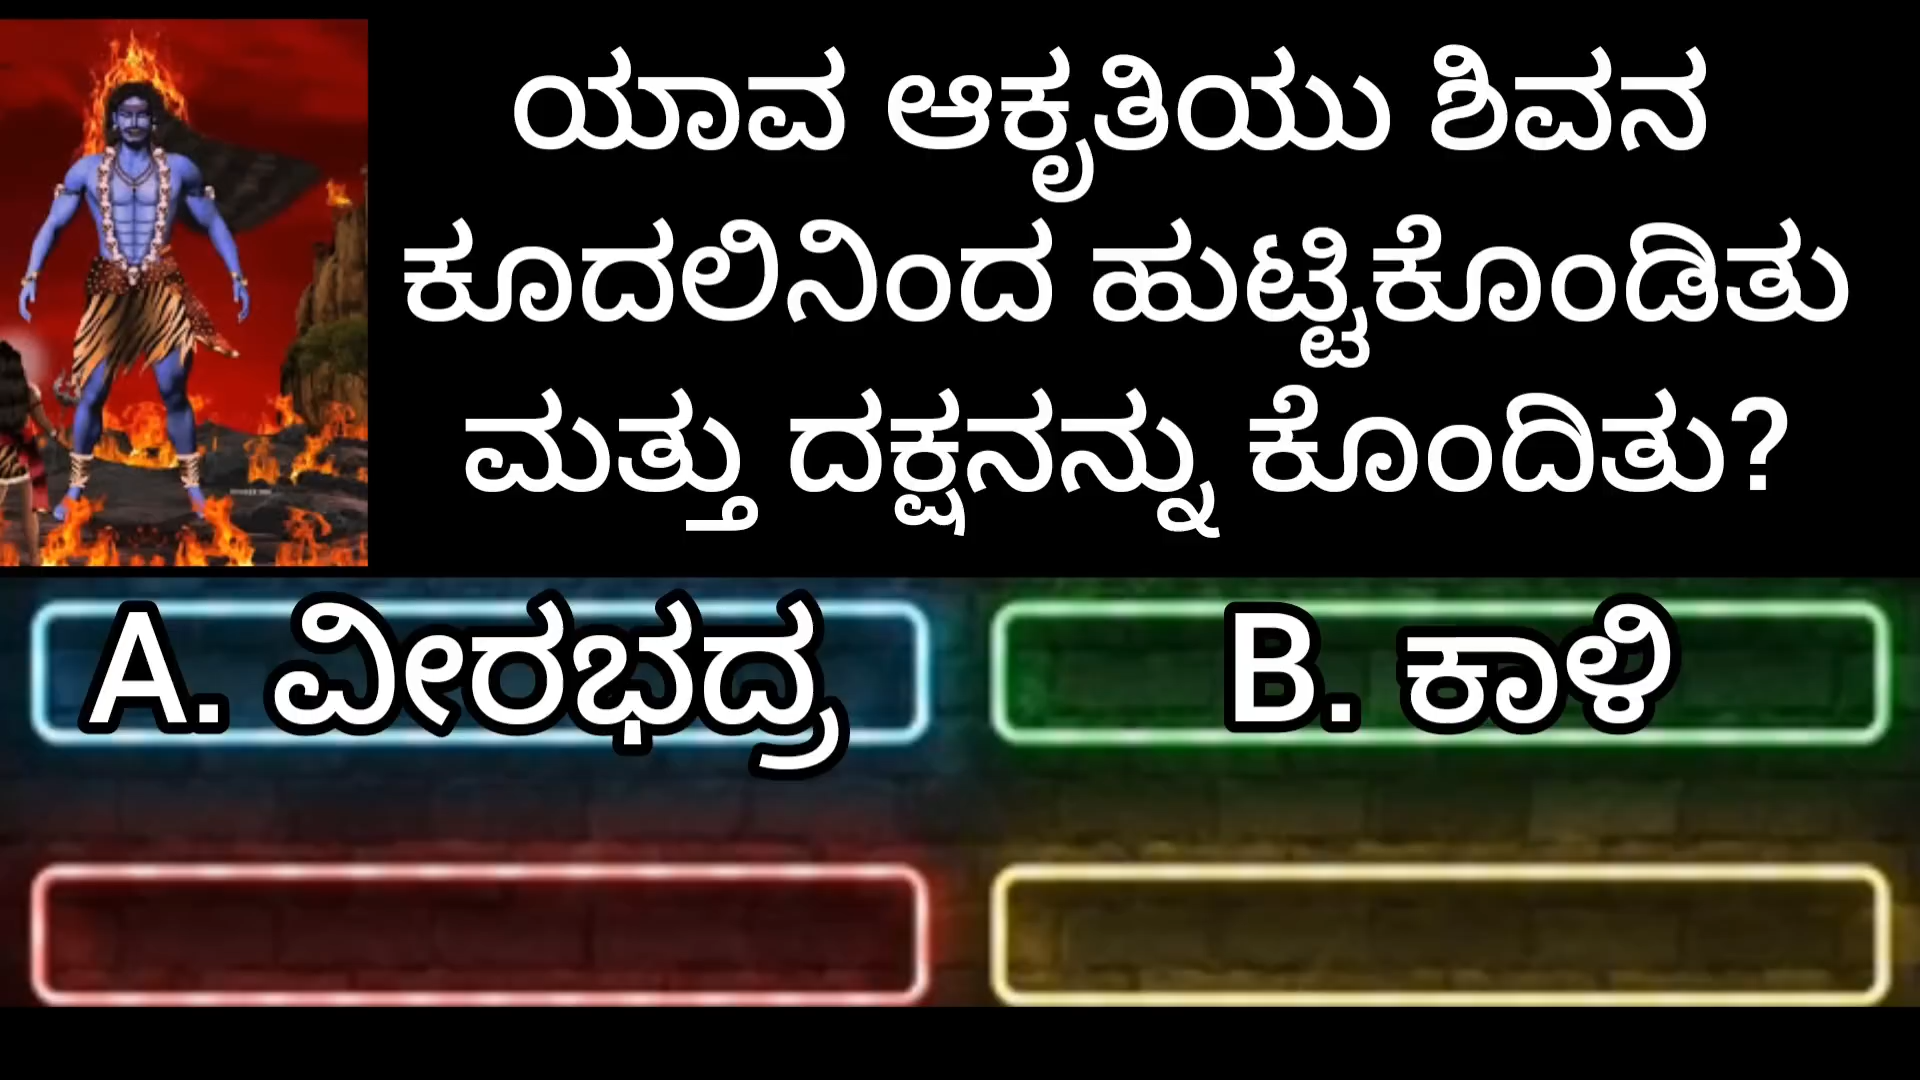 ಯಾವ ಆಕೃತಿಯು ಶಿವನ
ಕೂದಲಿನಿಂದ ಹುಟ್ಟಿಕೊಂಡಿತು
ಮತ್ತು ದಕ್ಷನನ್ನು ಕೊಂದಿತು?
A. ವೀರಭದ್ರ
B. ಕಾಳಿ